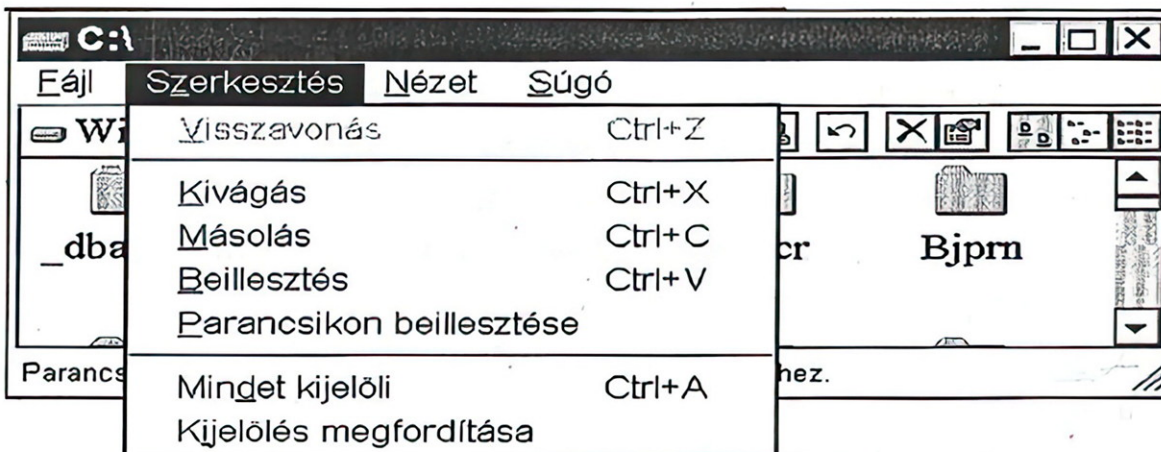 C:\
Fájl Szerkesztés Nézet Súgó
Wi
Visszavonás Ctrl+Z
Kivágás Ctrl+X
Másolás Ctrl+C
Beillesztés Ctrl+V
Parancsikon beillesztése
Mindet kijelöli Ctrl+A
Kijelölés megfordítása
_dba
cr
Bjprn
Parancs
hez.